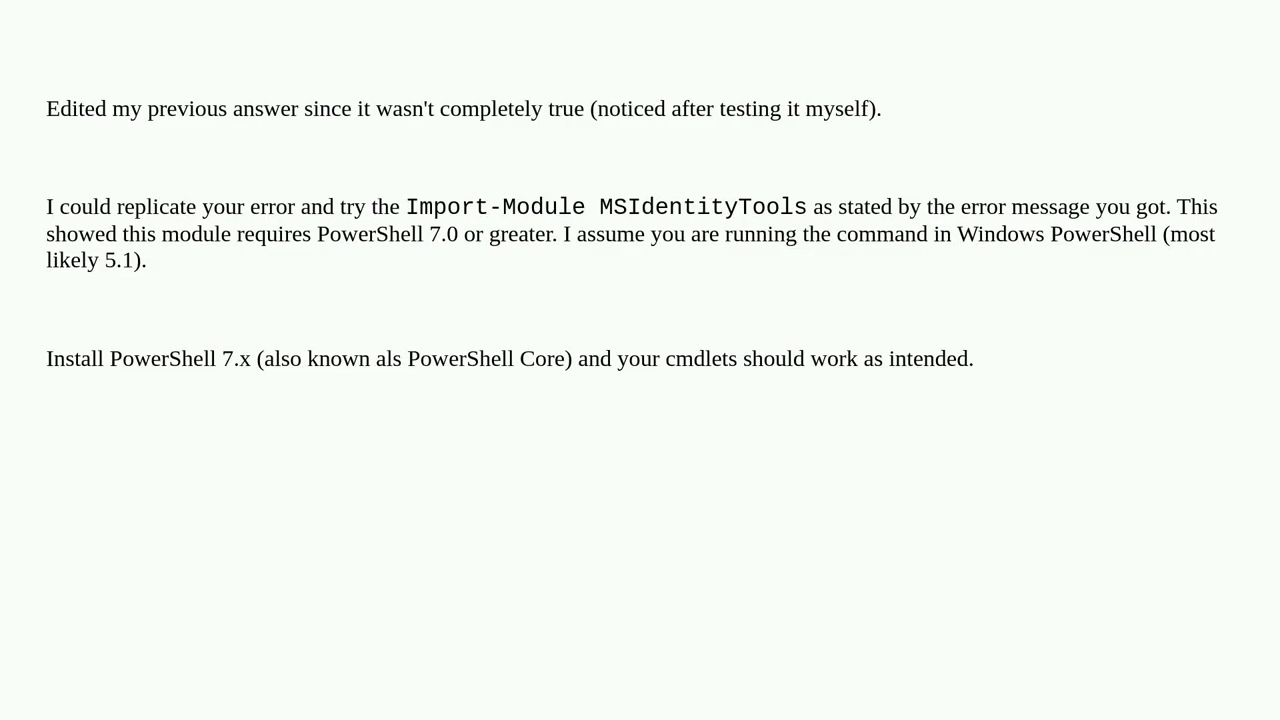 Edited my previous answer since it wasn't completely true (noticed after testing it myself).
I could replicate your error and try the Import-Module MSIdentityTools as stated by the error message you got. This
showed this module requires PowerShell 7.0 or greater. I assume you are running the command in Windows PowerShell (most
likely 5.1).
Install PowerShell 7.x (also known als PowerShell Core) and your cmdlets should work as intended.